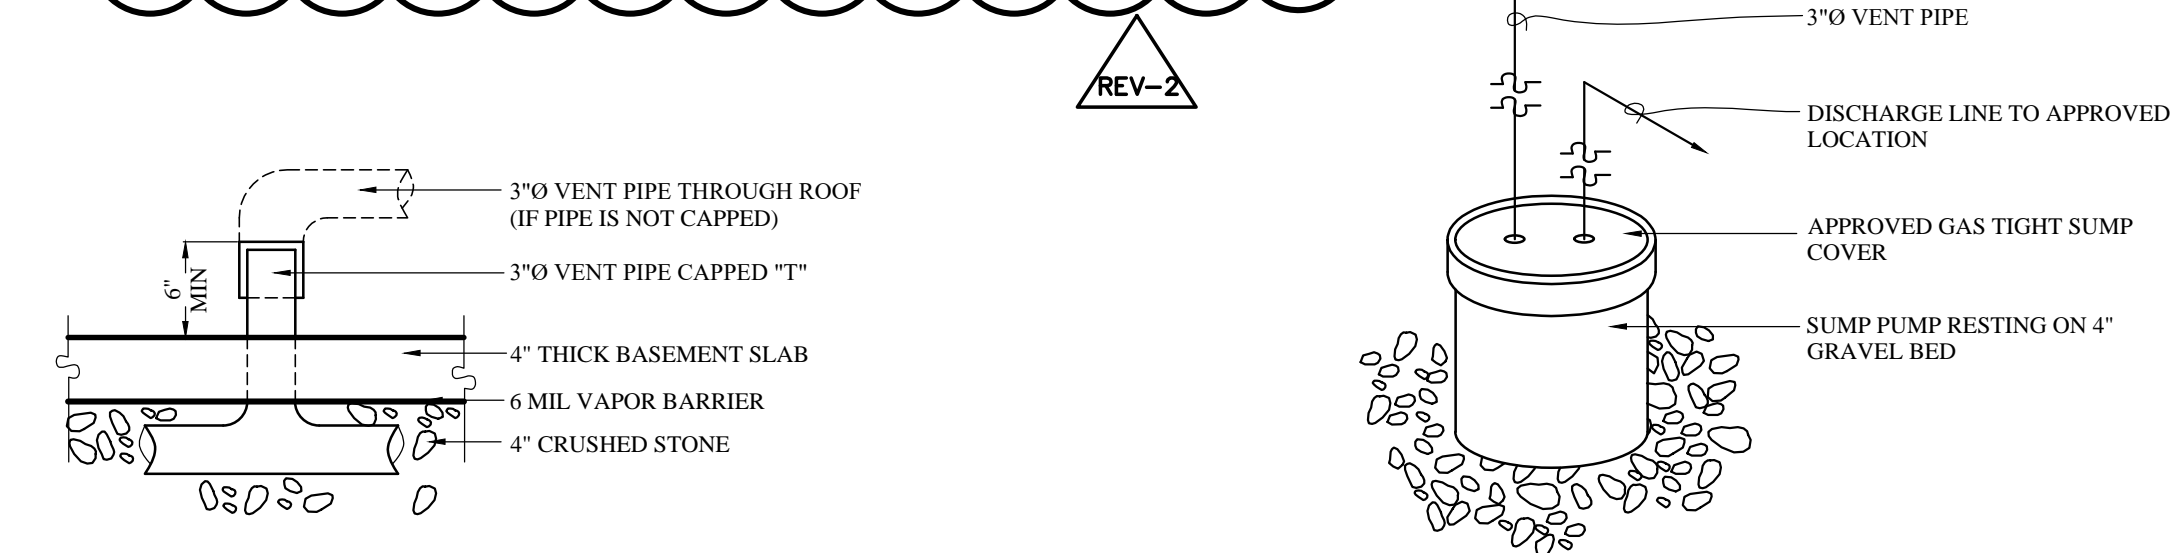 REV-2
3"Ø VENT PIPE THROUGH ROOF
(IF PIPE IS NOT CAPPED)
3"Ø VENT PIPE CAPPED "T"
6"
MIN
4" THICK BASEMENT SLAB
6 MIL VAPOR BARRIER
4" CRUSHED STONE
3"Ø VENT PIPE
DISCHARGE LINE TO APPROVED
LOCATION
APPROVED GAS TIGHT SUMP
COVER
SUMP PUMP RESTING ON 4"
GRAVEL BED